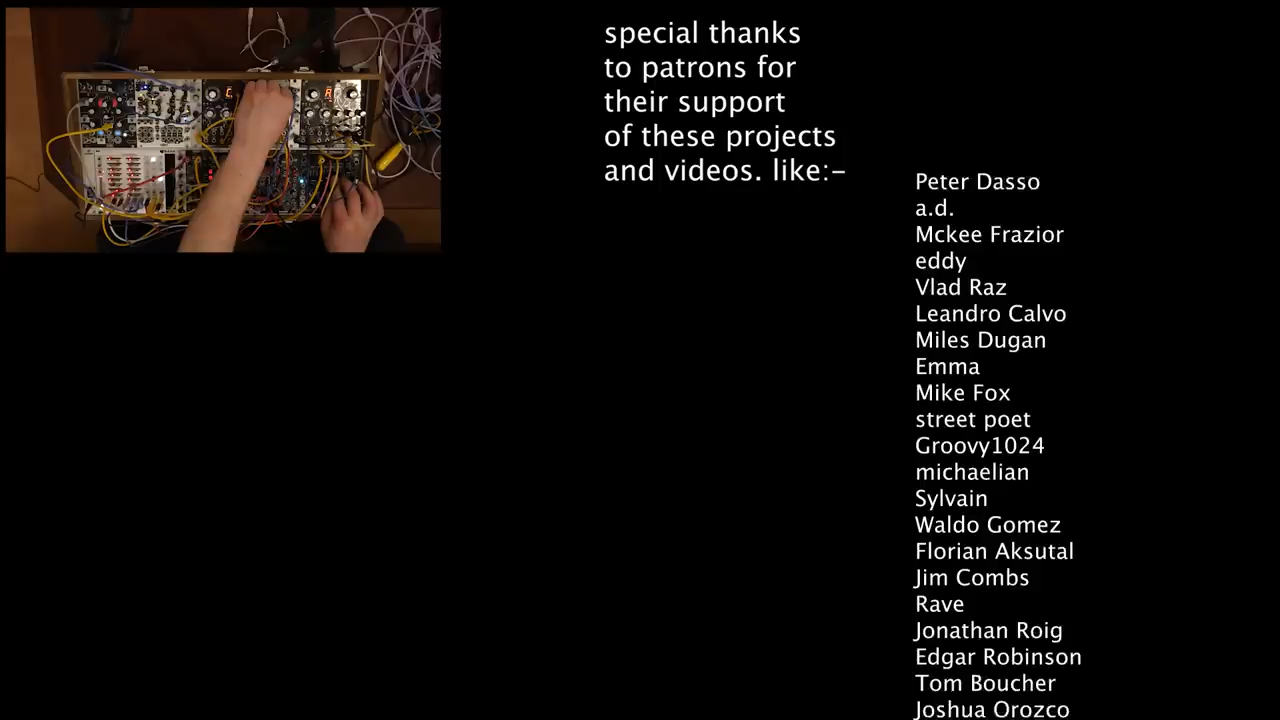 special thanks
to patrons for
their support
of these projects
and videos. like:-
Peter Dasso
a.d.
Mckee Frazior
eddy
Vlad Raz
Leandro Calvo
Miles Dugan
Emma
Mike Fox
street poet
Groovy1024
michaelian
Sylvain
Waldo Gomez
Florian Aksutal
Jim Combs
Rave
Jonathan Roig
Edgar Robinson
Tom Boucher
Joshua Orozco